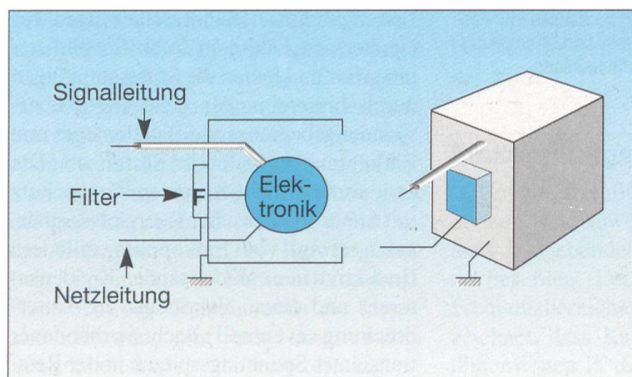 Signalleitung
Filter
F
Elek-
tronik
Netzleitung